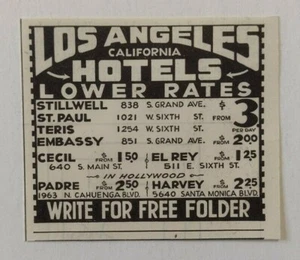 LOS ANGELES
CALIFORNIA
HOTELS
LOWER RATES
STILLWELL 838 S. GRAND AVE. $
ST. PAUL 1021 W. SIXTH ST. FROM 3
TERIS 1254 W. SIXTH ST. PER DAY
EMBASSY 851 S. GRAND AVE. $ FROM 2.00
CECIL $ FROM 1.50 EL REY $ FROM 1.25
640 S. MAIN ST. 511 E. SIXTH ST.
IN HOLLYWOOD
PADRE $ FROM 2.50 HARVEY $ FROM 2.25
1963 N. CAHUENGA BLVD. 5640 SANTA MONICA BLVD.
WRITE FOR FREE FOLDER